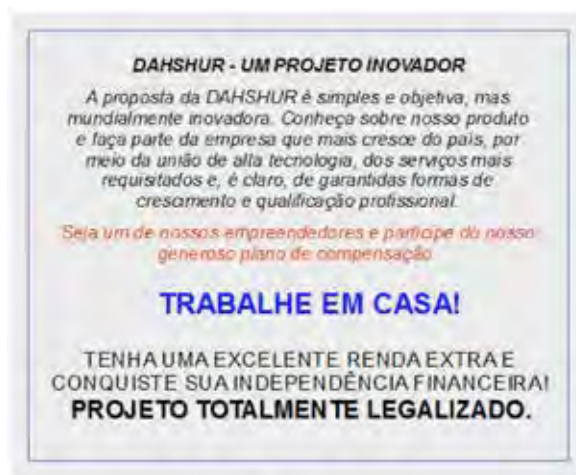 DAHSHUR - UM PROJETO INOVADOR
A proposta da DAHSHUR é simples e objetiva, mas
mundialmente inovadora. Conheça sobre nosso produto
e faça parte da empresa que mais cresce do país, por
meio da união de alta tecnologia, dos serviços mais
requisitados e, é claro, de garantidas formas de
crescimento e qualificação profissional.
Seja um de nossos empreendedores e participe do nosso
generoso plano de compensação.
TRABALHE EM CASA!
TENHA UMA EXCELENTE RENDA EXTRA E
CONQUISTE SUA INDEPENDÊNCIA FINANCEIRA!
PROJETO TOTALMENTE LEGALIZADO.